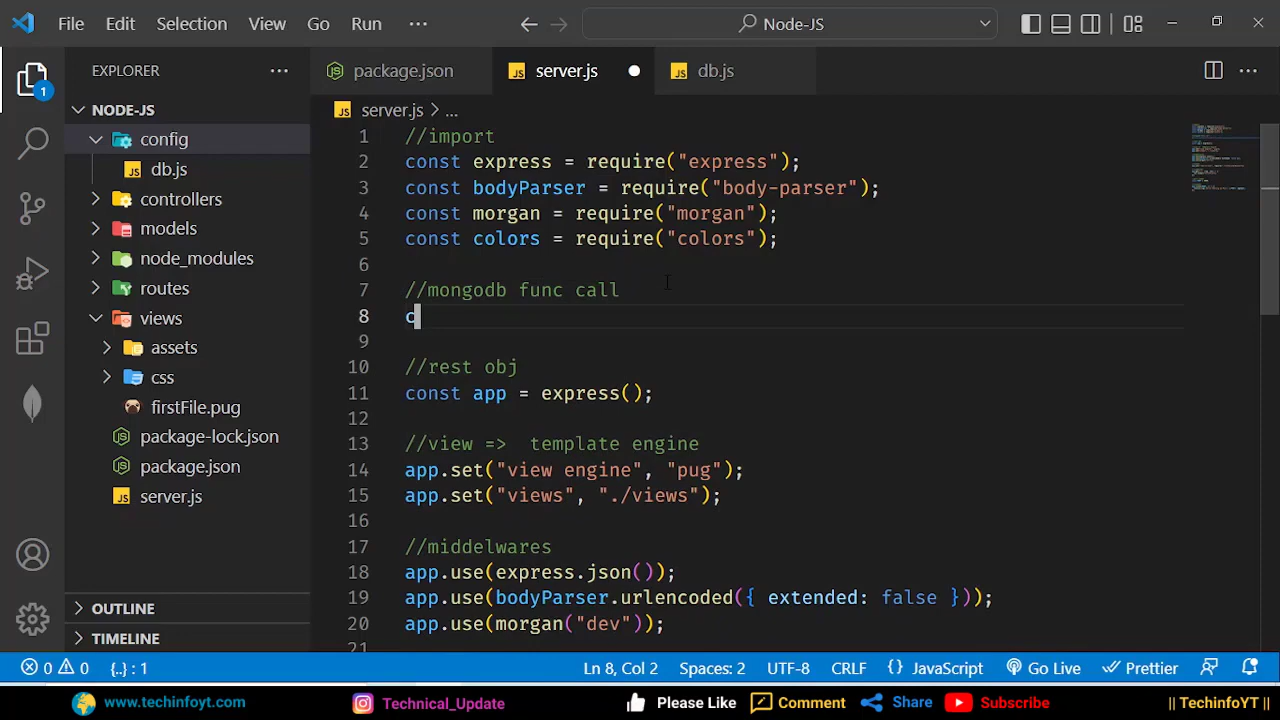 File Edit Selection View Go Run ··· Node-JS
EXPLORER ···
package.json server.js db.js ···
NODE-JS
config
db.js
controllers
models
node_modules
routes
views
assets
css
firstFile.pug
package-lock.json
package.json
server.js
OUTLINE
TIMELINE
1
server.js > ...
1 //import
2 const express = require("express");
3 const bodyParser = require("body-parser");
4 const morgan = require("morgan");
5 const colors = require("colors");
6
7 //mongodb func call
8 c
9
10 //rest obj
11 const app = express();
12
13 //view =>  template engine
14 app.set("view engine", "pug");
15 app.set("views", "./views");
16
17 //middelwares
18 app.use(express.json());
19 app.use(bodyParser.urlencoded({ extended: false }));
20 app.use(morgan("dev"));
21
0 0 {..} : 1 Ln 8, Col 2 Spaces: 2 UTF-8 CRLF {} JavaScript Go Live Prettier
www.techinfoyt.com Technical_Update Please Like Comment Share Subscribe || TechinfoYT ||